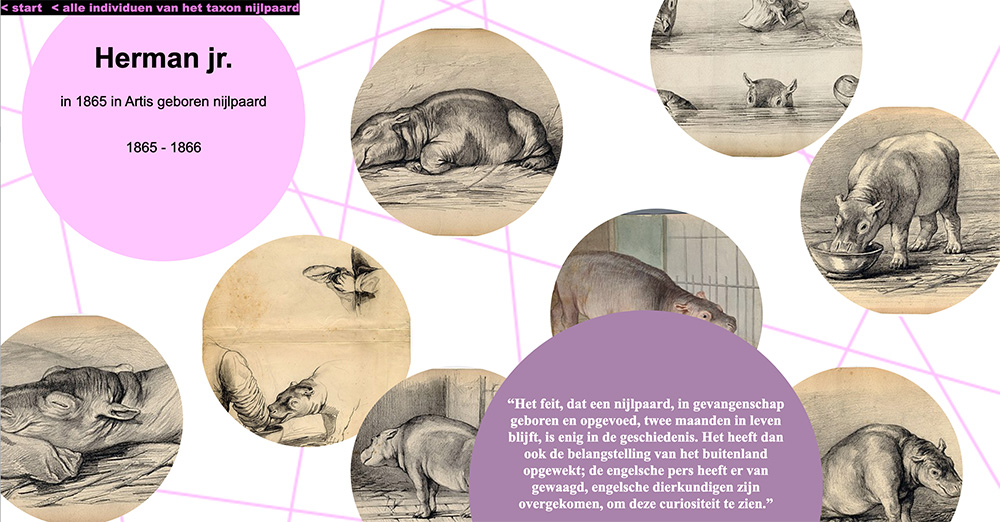 < start < alle individuen van het taxon nijlpaard
Herman jr.
in 1865 in Artis geboren nijlpaard
1865 - 1866
“Het feit, dat een nijlpaard, in gevangenschap
geboren en opgevoed, twee maanden in leven
blijft, is enig in de geschiedenis. Het heeft dan
ook de belangstelling van het buitenland
opgewekt; de engelsche pers heeft er van
gewaagd, engelsche dierkundigen zijn
overgekomen, om deze curiositeit te zien.”